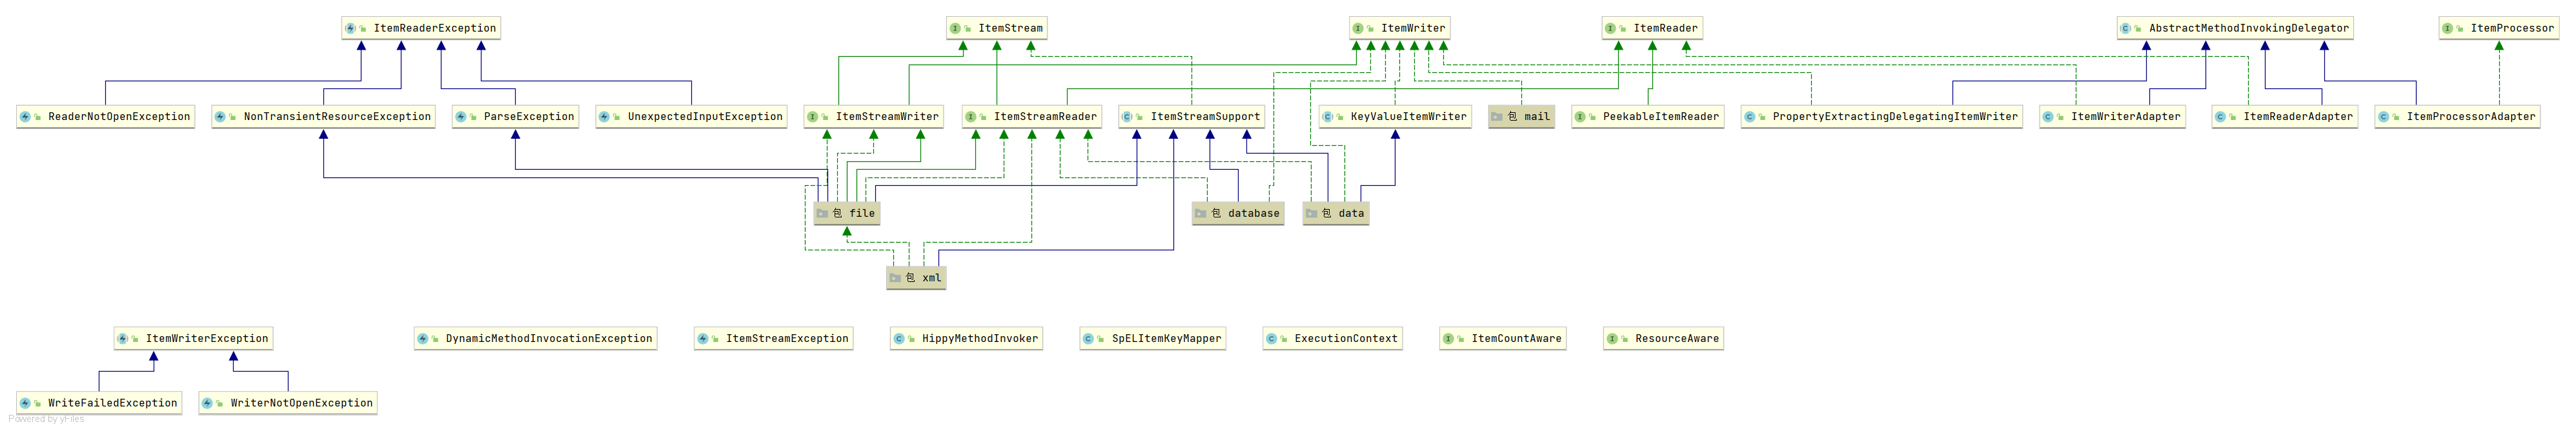 ItemReaderException
ItemStream
ItemWriter
ItemReader
AbstractMethodInvokingDelegator
ItemProcessor
ReaderNotOpenException
NonTransientResourceException
ParseException
UnexpectedInputException
ItemStreamWriter
ItemStreamReader
ItemStreamSupport
KeyValueItemWriter
包 mail
PeekableItemReader
PropertyExtractingDelegatingItemWriter
ItemWriterAdapter
ItemReaderAdapter
ItemProcessorAdapter
包 file
包 database
包 data
包 xml
ItemWriterException
DynamicMethodInvocationException
ItemStreamException
HippyMethodInvoker
SpELItemKeyMapper
ExecutionContext
ItemCountAware
ResourceAware
WriteFailedException
WriterNotOpenException
Powered by yFiles